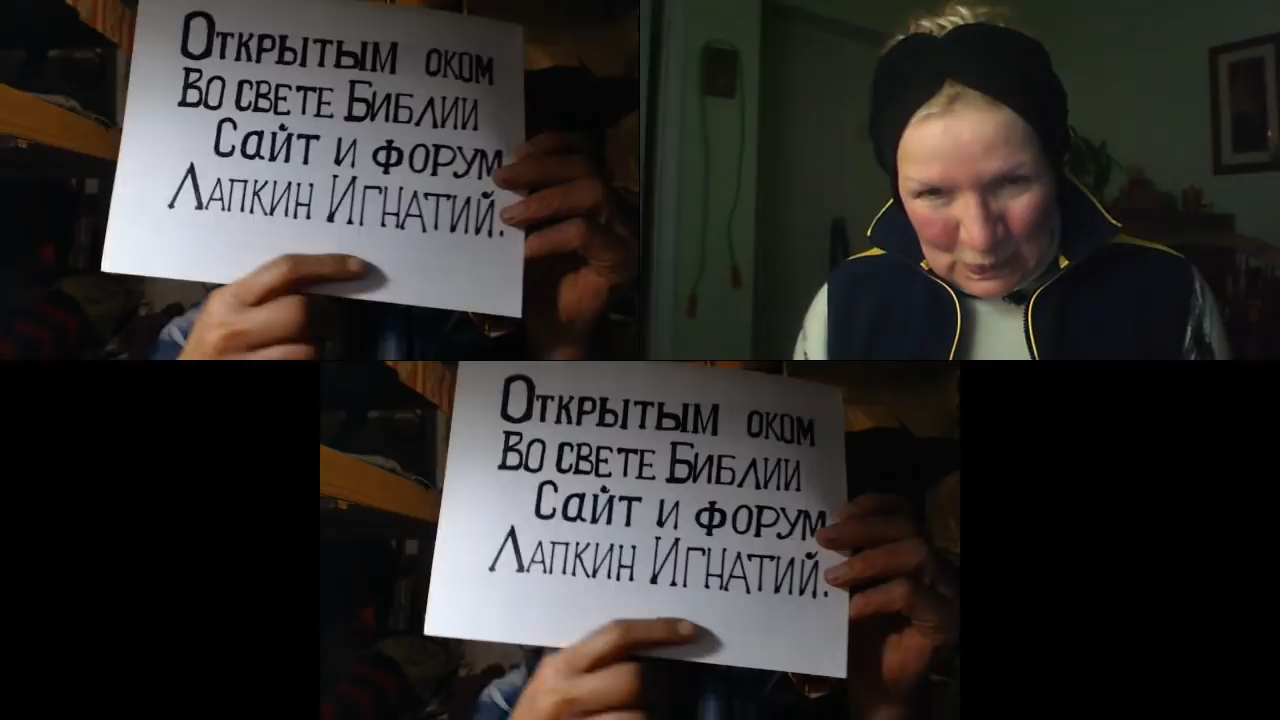 Открытым оком
Во свете Библии
Сайт и форум
Лапкин Игнатий.
Открытым оком
Во свете Библии
Сайт и форум
Лапкин Игнатий.